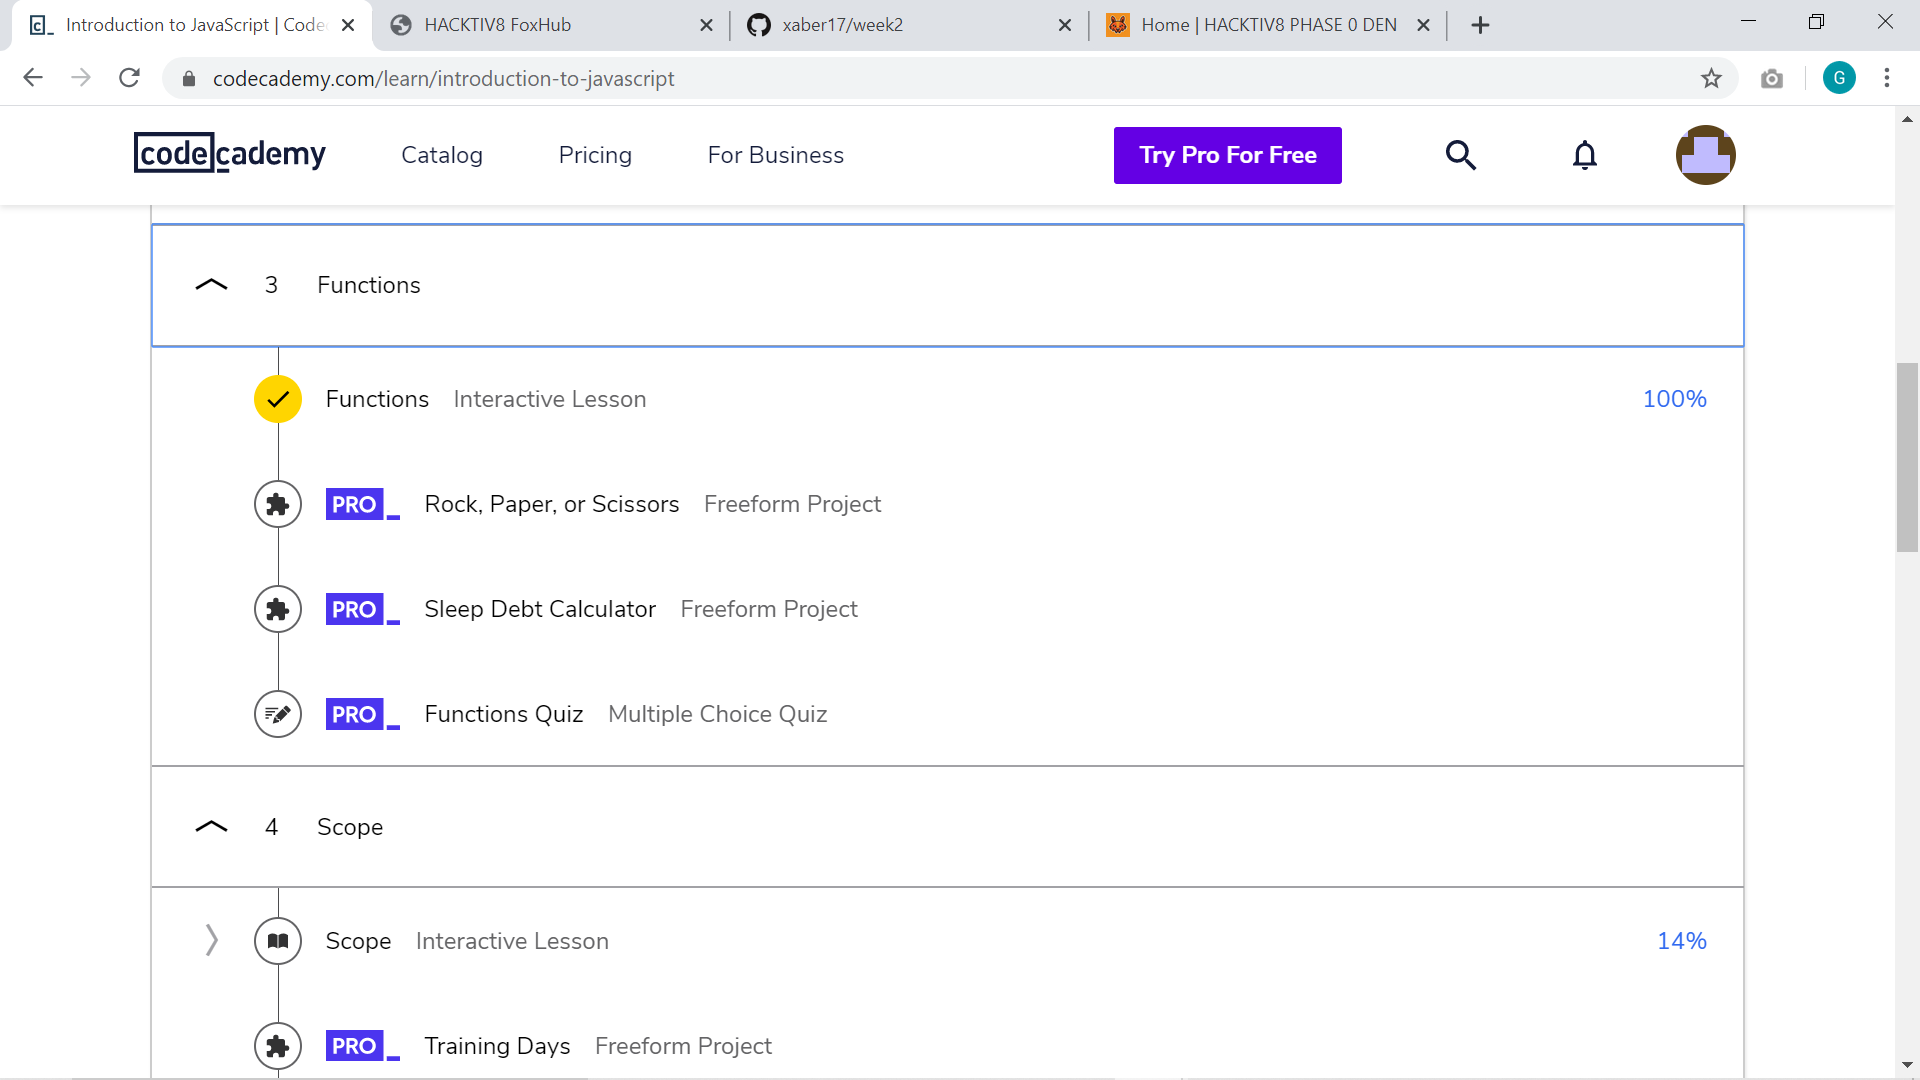 Introduction to JavaScript | Code
HACKTIV8 FoxHub
xaber17/week2
Home | HACKTIV8 PHASE 0 DEN
codecademy.com/learn/introduction-to-javascript
G
codecademy
Catalog
Pricing
For Business
Try Pro For Free
3 Functions
Functions Interactive Lesson 100%
PRO Rock, Paper, or Scissors Freeform Project
PRO Sleep Debt Calculator Freeform Project
PRO Functions Quiz Multiple Choice Quiz
4 Scope
Scope Interactive Lesson 14%
PRO Training Days Freeform Project